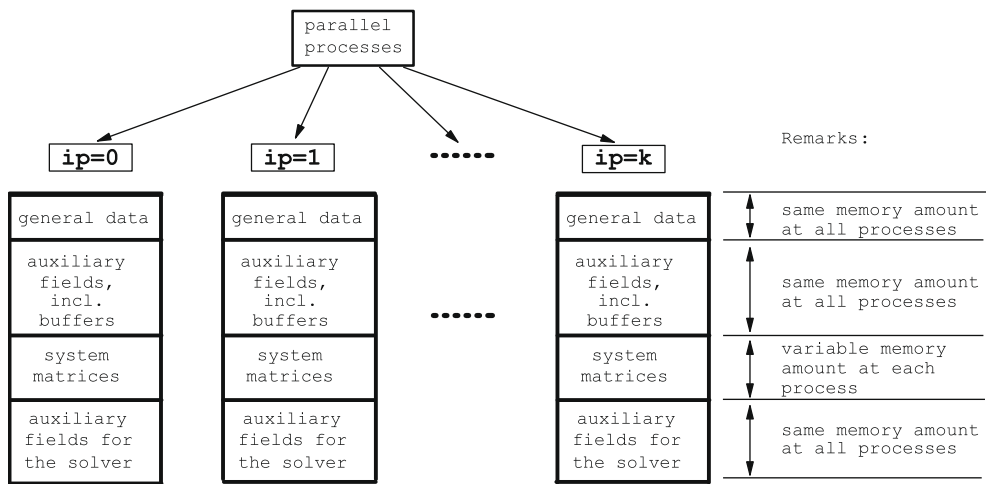 parallel
processes
ip=0
ip=1
ip=k
Remarks:
general data
general data
general data
same memory amount
at all processes
auxiliary
fields,
incl.
buffers
auxiliary
fields,
incl.
buffers
auxiliary
fields,
incl.
buffers
same memory amount
at all processes
system
matrices
system
matrices
system
matrices
variable memory
amount at each
process
auxiliary
fields for
the solver
auxiliary
fields for
the solver
auxiliary
fields for
the solver
same memory amount
at all processes